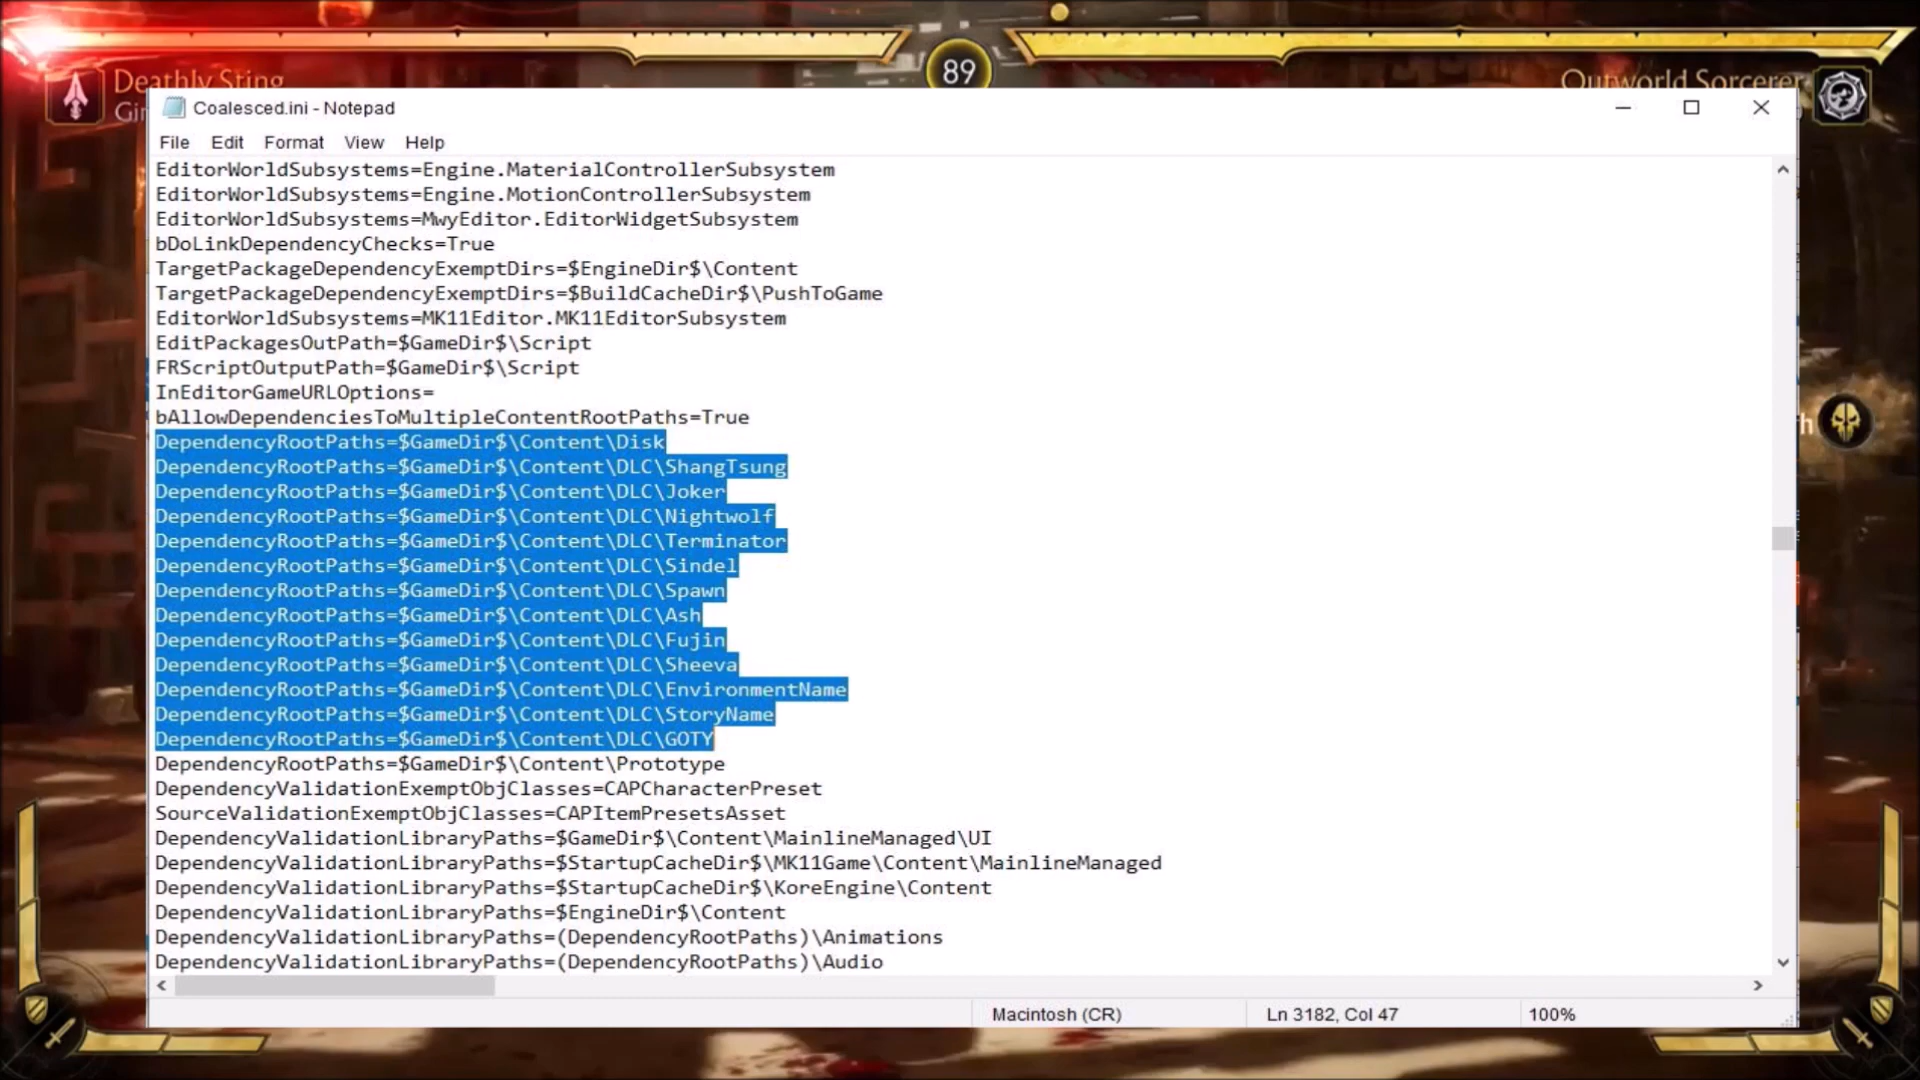 89
Deathly Sting
Outworld Sorcerer
Coalesced.ini - Notepad
File Edit Format View Help
EditorWorldSubsystems=Engine.MaterialControllerSubsystem
EditorWorldSubsystems=Engine.MotionControllerSubsystem
EditorWorldSubsystems=MwyEditor.EditorWidgetSubsystem
bDoLinkDependencyChecks=True
TargetPackageDependencyExemptDirs=$EngineDir$\Content
TargetPackageDependencyExemptDirs=$BuildCacheDir$\PushToGame
EditorWorldSubsystems=MK11Editor.MK11EditorSubsystem
EditPackagesOutPath=$GameDir$\Script
FRScriptOutputPath=$GameDir$\Script
InEditorGameURLOptions=
bAllowDependenciesToMultipleContentRootPaths=True
DependencyRootPaths=$GameDir$\Content\Disk
DependencyRootPaths=$GameDir$\Content\DLC\ShangTsung
DependencyRootPaths=$GameDir$\Content\DLC\Joker
DependencyRootPaths=$GameDir$\Content\DLC\Nightwolf
DependencyRootPaths=$GameDir$\Content\DLC\Terminator
DependencyRootPaths=$GameDir$\Content\DLC\Sindel
DependencyRootPaths=$GameDir$\Content\DLC\Spawn
DependencyRootPaths=$GameDir$\Content\DLC\Ash
DependencyRootPaths=$GameDir$\Content\DLC\Fujin
DependencyRootPaths=$GameDir$\Content\DLC\Sheeva
DependencyRootPaths=$GameDir$\Content\DLC\EnvironmentName
DependencyRootPaths=$GameDir$\Content\DLC\StoryName
DependencyRootPaths=$GameDir$\Content\DLC\GOTY
DependencyRootPaths=$GameDir$\Content\Prototype
DependencyValidationExemptObjClasses=CAPCharacterPreset
SourceValidationExemptObjClasses=CAPItemPresetsAsset
DependencyValidationLibraryPaths=$GameDir$\Content\MainlineManaged\UI
DependencyValidationLibraryPaths=$StartupCacheDir$\MK11Game\Content\MainlineManaged
DependencyValidationLibraryPaths=$StartupCacheDir$\KoreEngine\Content
DependencyValidationLibraryPaths=$EngineDir$\Content
DependencyValidationLibraryPaths=(DependencyRootPaths)\Animations
DependencyValidationLibraryPaths=(DependencyRootPaths)\Audio
Macintosh (CR) Ln 3182, Col 47 100%